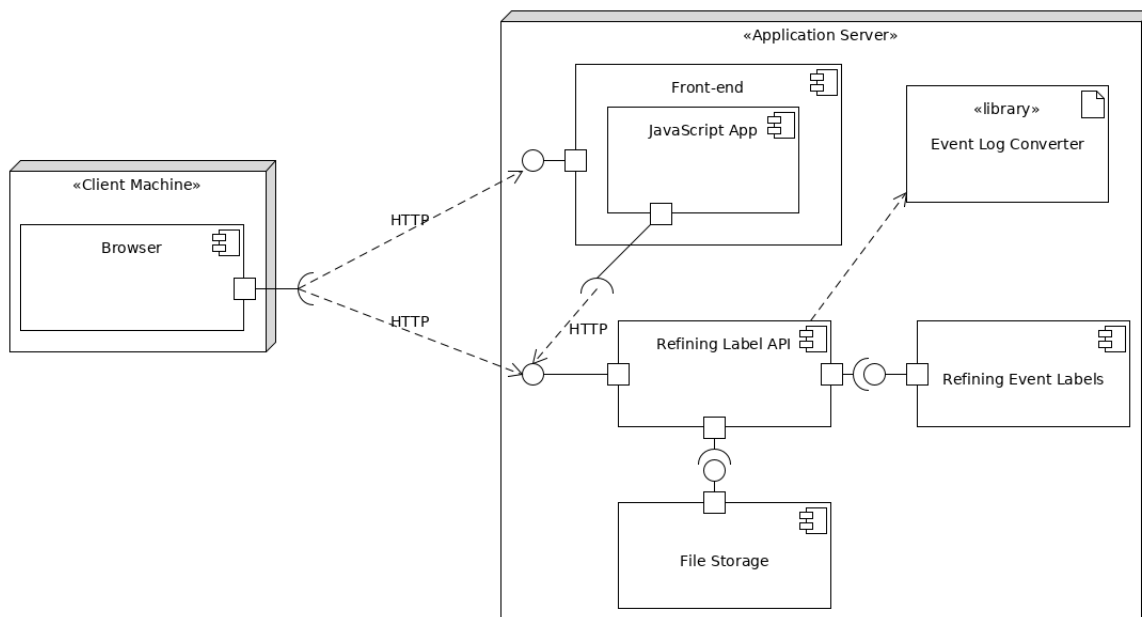 «Application Server»
Front-end
JavaScript App
«library»
Event Log Converter
«Client Machine»
Browser
HTTP
HTTP
HTTP
Refining Label API
Refining Event Labels
File Storage